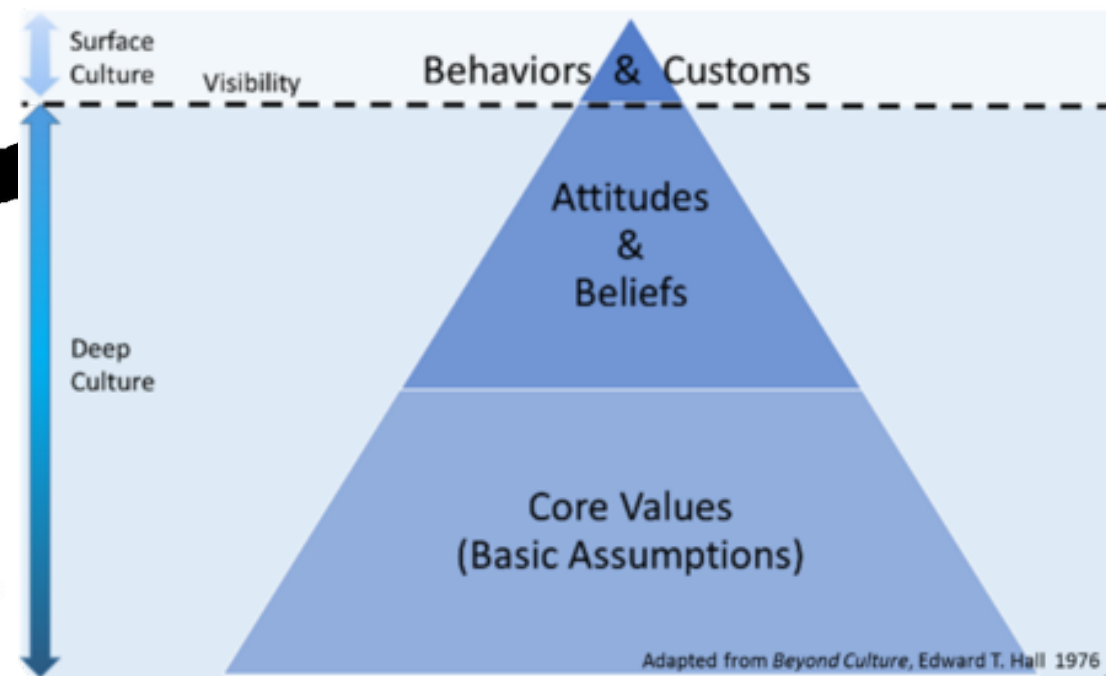 Surface
Culture
Visibility
Behaviors & Customs
Attitudes
&
Beliefs
Deep
Culture
Core Values
(Basic Assumptions)
Adapted from Beyond Culture, Edward T. Hall 1976